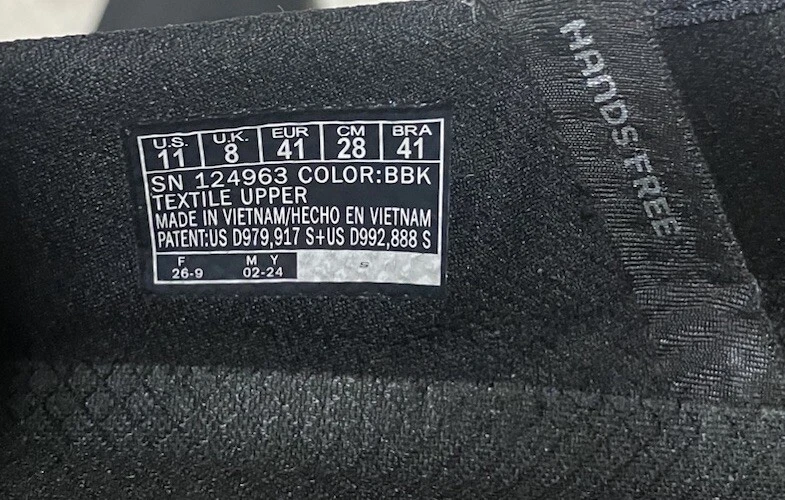 HANDS FREE
U.S. U.K. EUR CM BRA
11 8 41 28 41
SN 124963 COLOR:BBK
TEXTILE UPPER
MADE IN VIETNAM/HECHO EN VIETNAM
PATENT:US D979,917 S+US D992,888 S
F M Y S
26-9 02-24